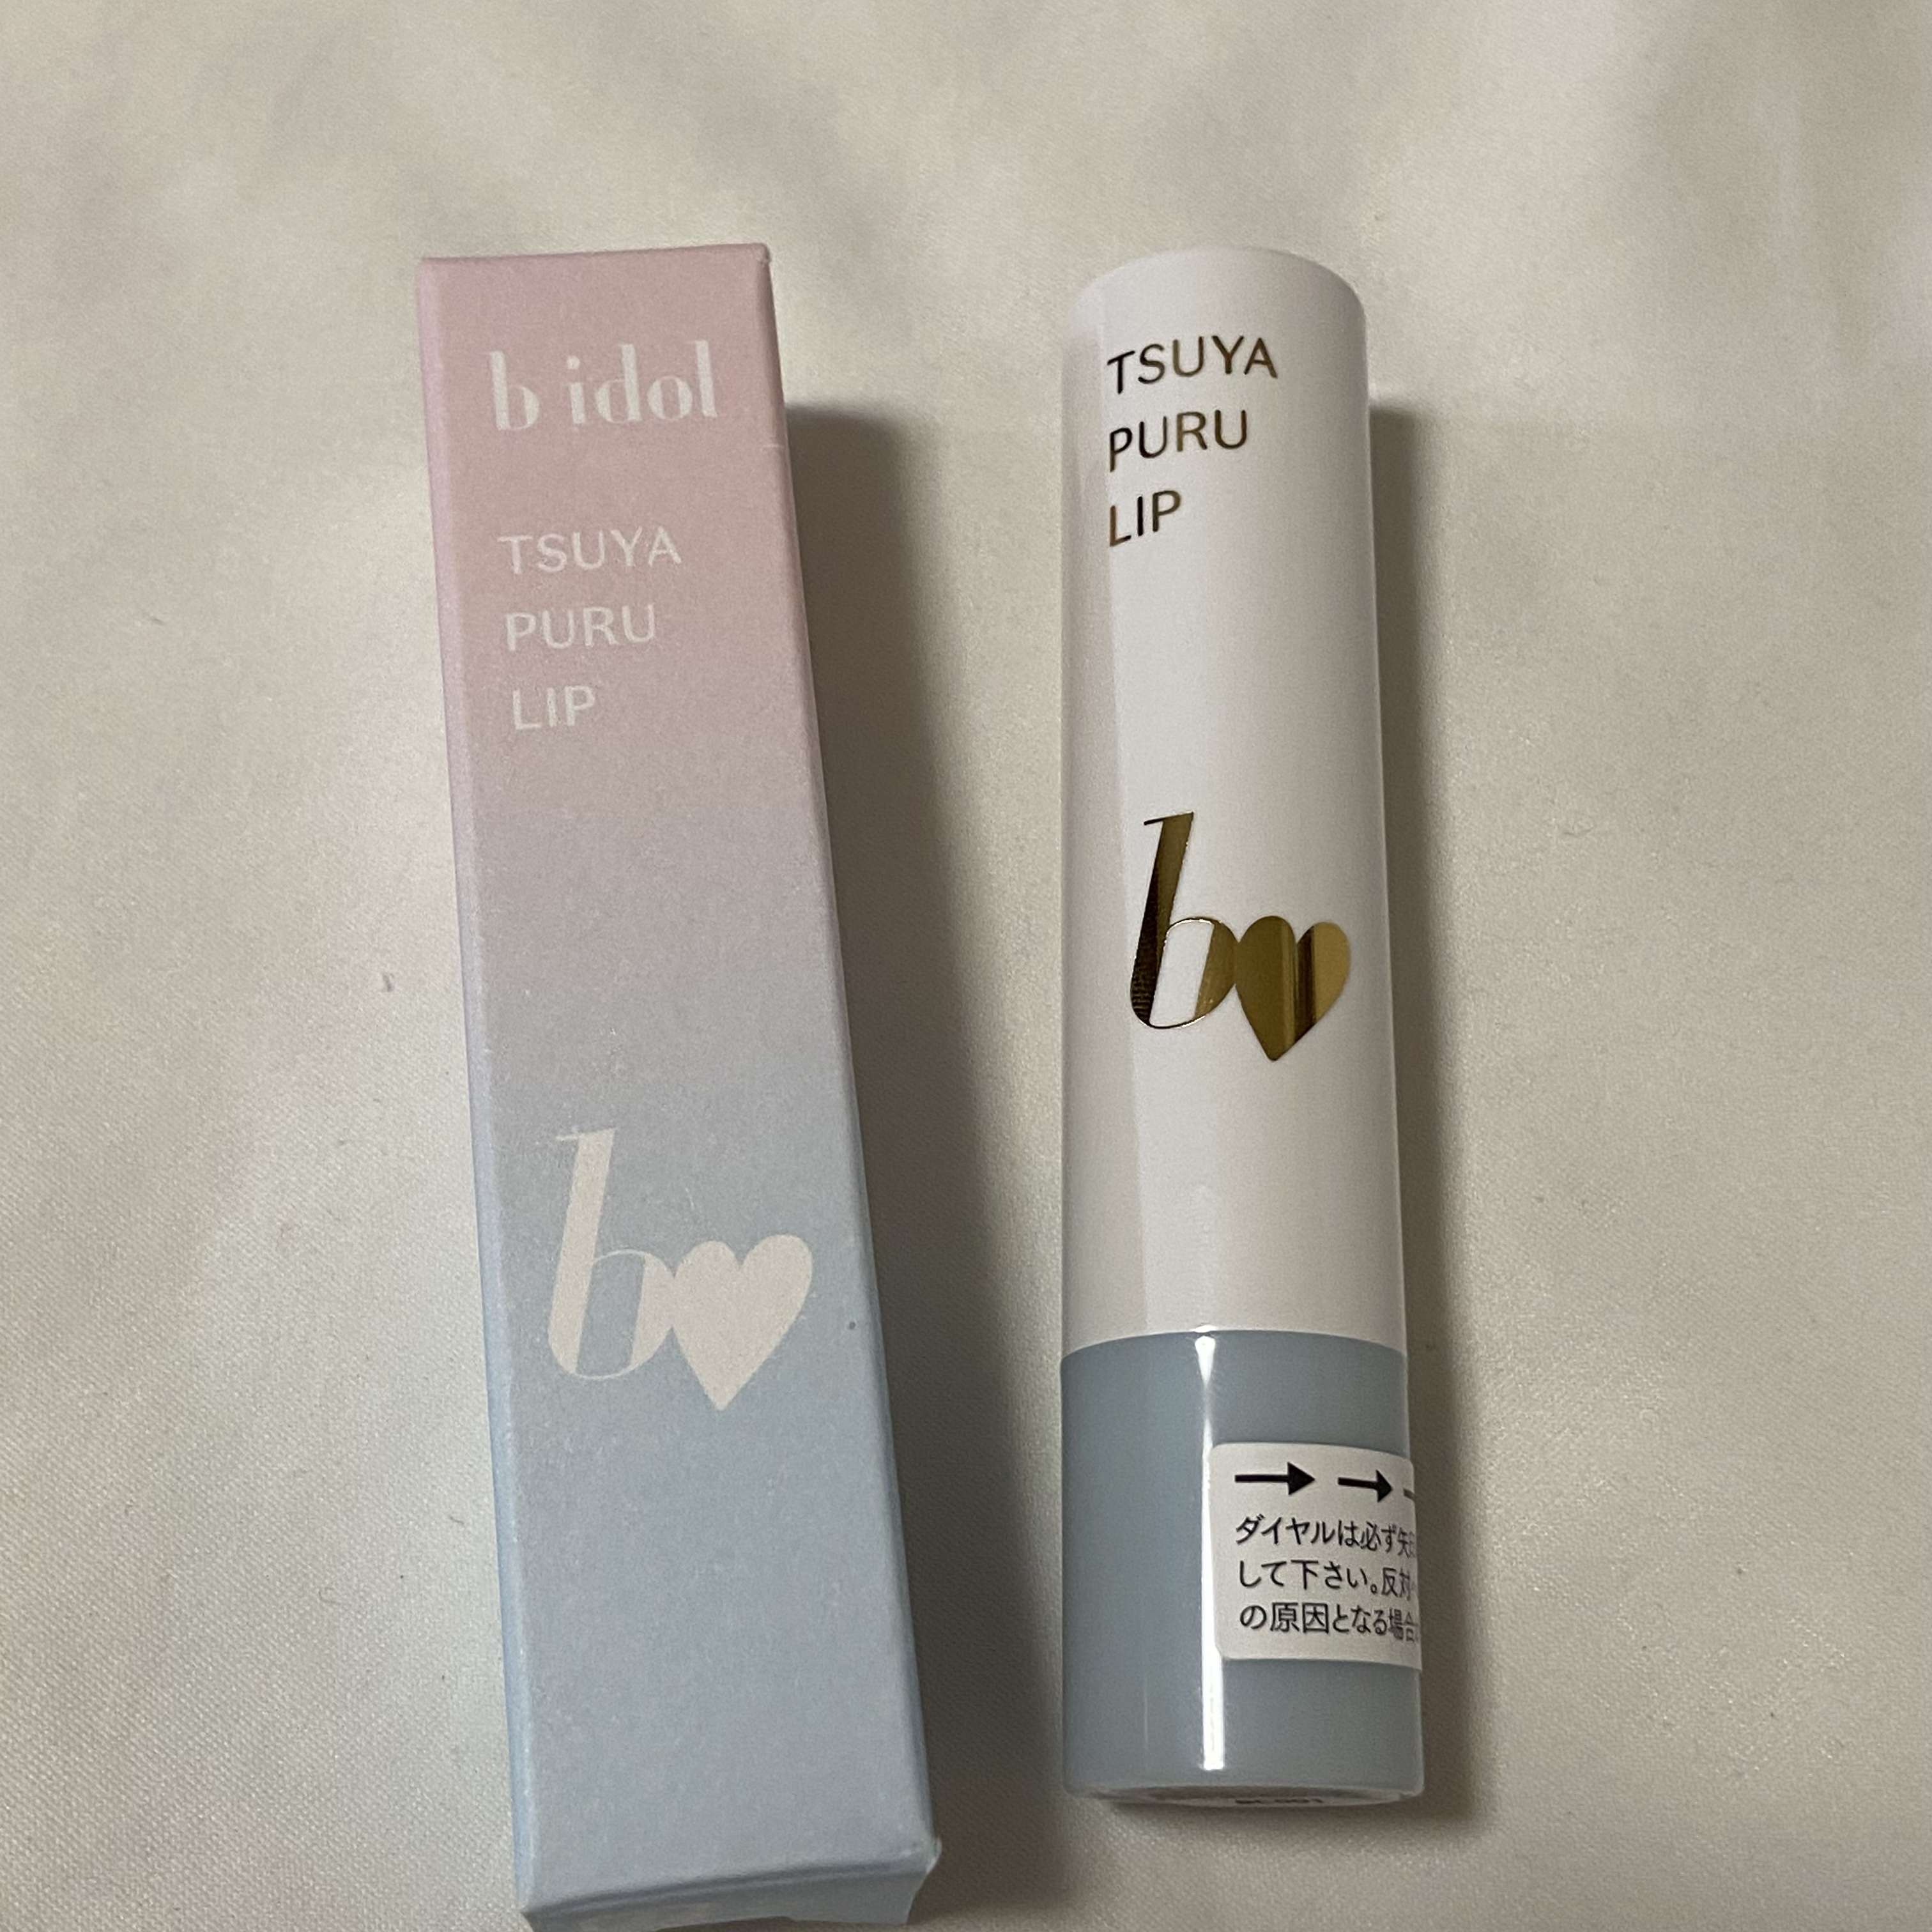 b idol
TSUYA
PURU
LIP
b
TSUYA
PURU
LIP
b
→ →
ダイヤルは必ず矢
して下さい。反対
の原因となる場合